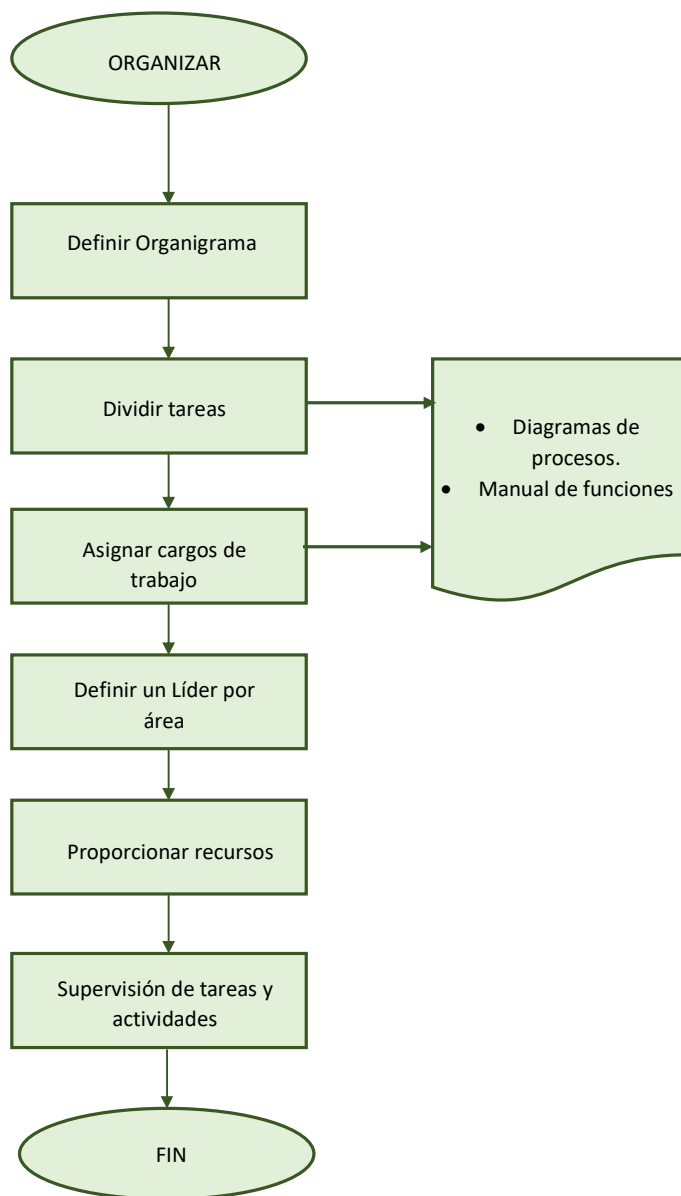 ORGANIZAR
Definir Organigrama
Dividir tareas
• Diagramas de
procesos.
• Manual de funciones
Asignar cargos de
trabajo
Definir un Líder por
área
Proporcionar recursos
Supervisión de tareas y
actividades
FIN